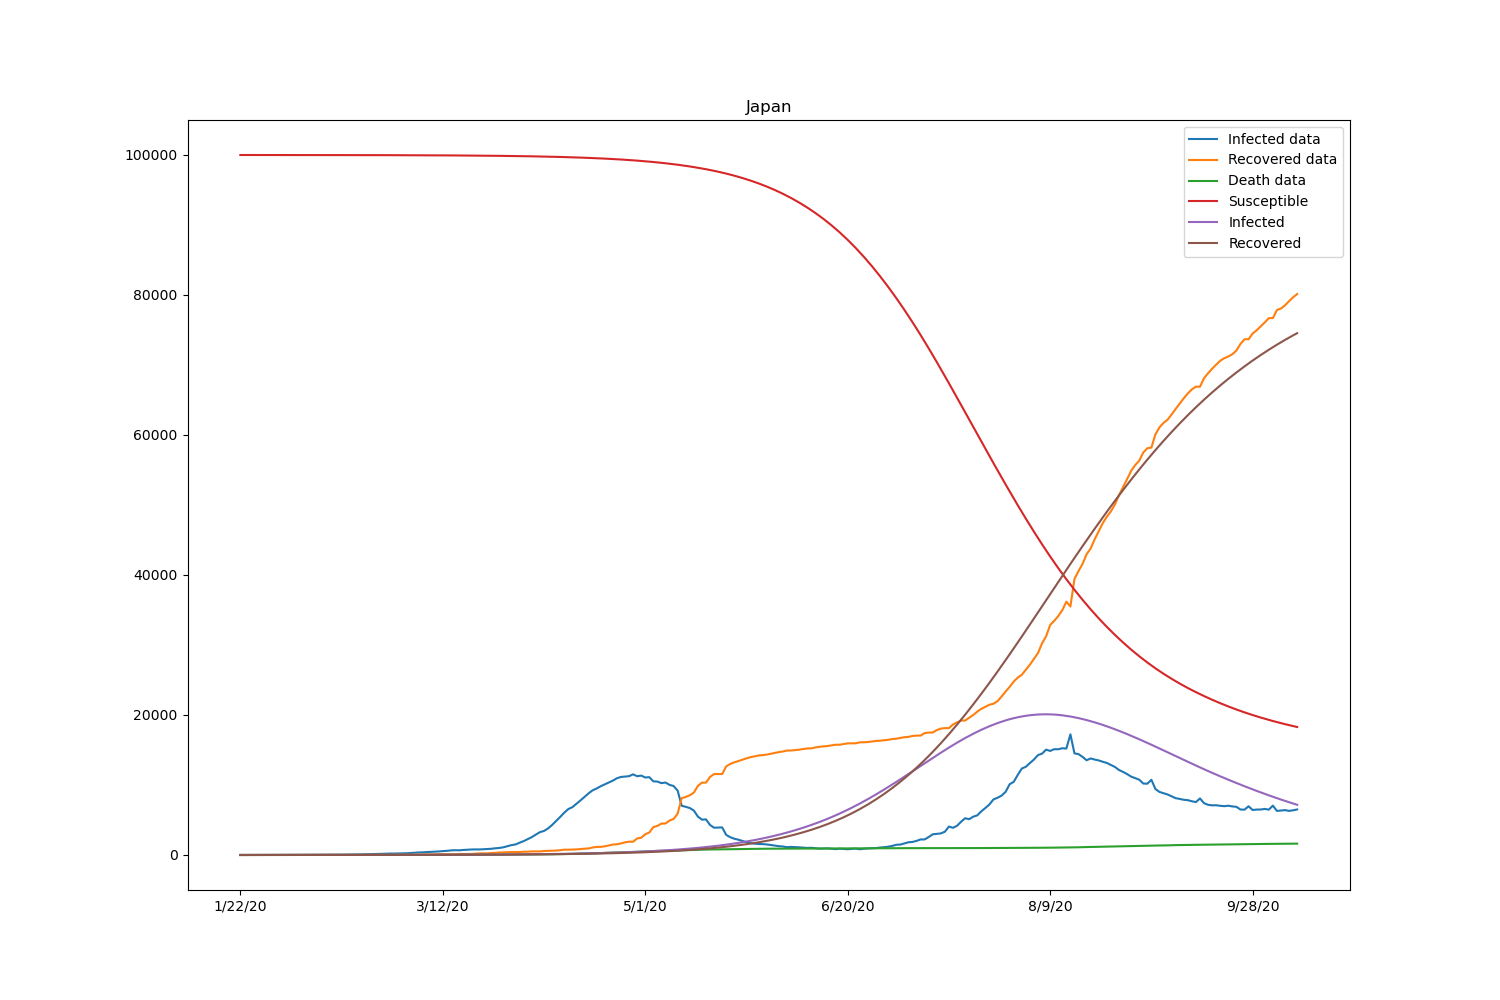 Japan
Infected data
Recovered data
Death data
Susceptible
Infected
Recovered
100000
80000
60000
40000
20000
0
1/22/20 3/12/20 5/1/20 6/20/20 8/9/20 9/28/20